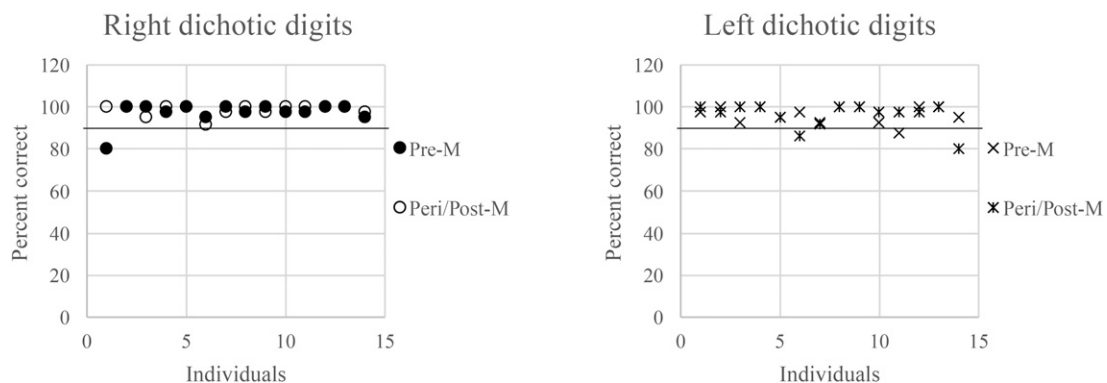 Right dichotic digits
120
100
80
60
40
20
0
Percent correct
0 5 10 15
Individuals
Pre-M
Peri/Post-M
Left dichotic digits
120
100
80
60
40
20
0
Percent correct
0 5 10 15
Individuals
Pre-M
Peri/Post-M